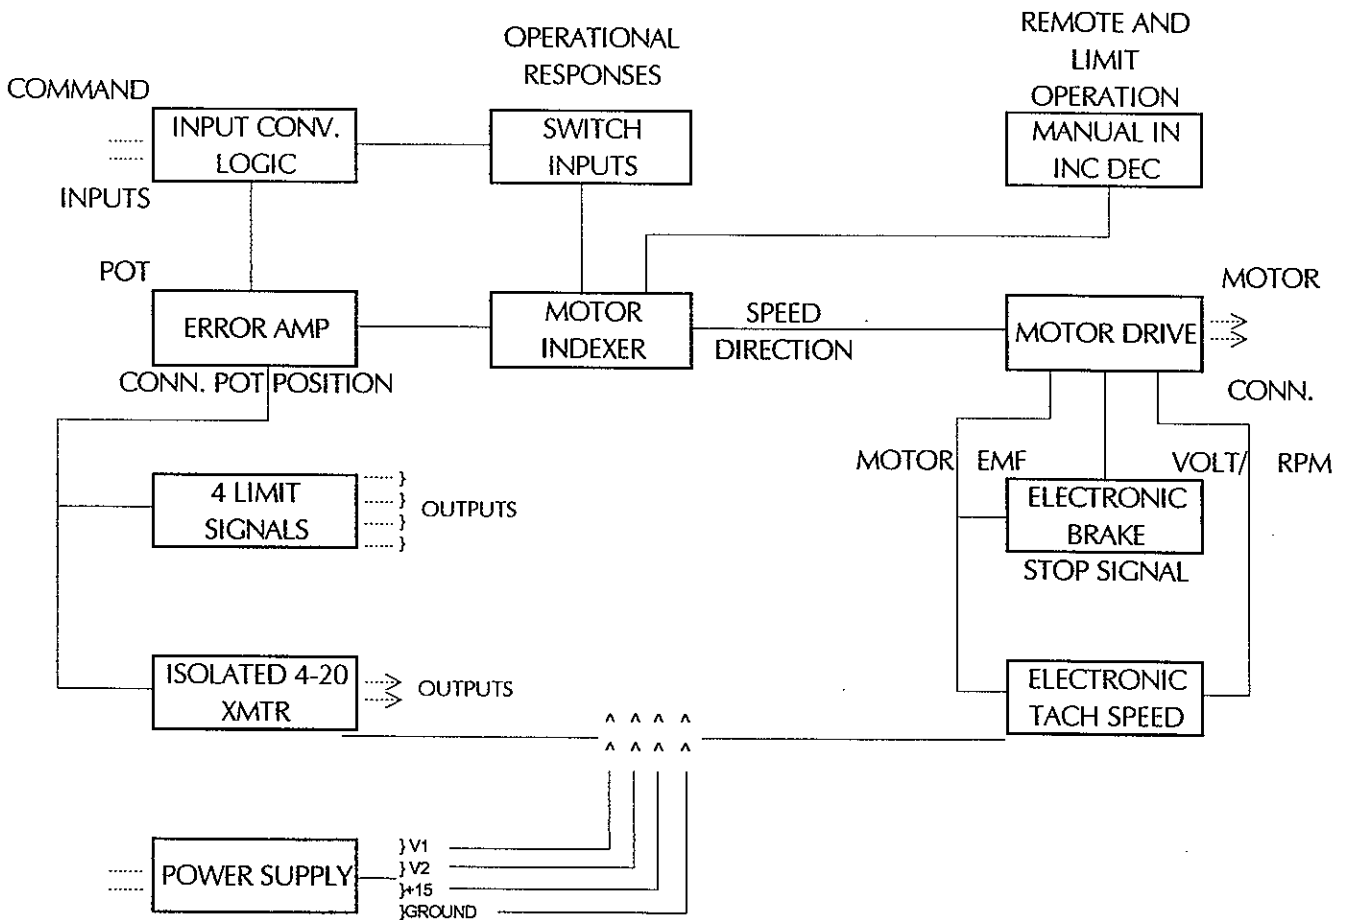 OPERATIONAL
RESPONSES
REMOTE AND
LIMIT
OPERATION
COMMAND
INPUTS
INPUT CONV.
LOGIC
SWITCH
INPUTS
MANUAL IN
INC DEC
POT
ERROR AMP
CONN. POT POSITION
MOTOR
INDEXER
SPEED
DIRECTION
MOTOR DRIVE
MOTOR
CONN.
MOTOR EMF
VOLT/ RPM
4 LIMIT
SIGNALS
} 
}
}
}
OUTPUTS
ELECTRONIC
BRAKE
STOP SIGNAL
ISOLATED 4-20
XMTR
OUTPUTS
ELECTRONIC
TACH SPEED
^ ^ ^ ^
^ ^ ^ ^
POWER SUPPLY
}V1
}V2
}+15
}GROUND